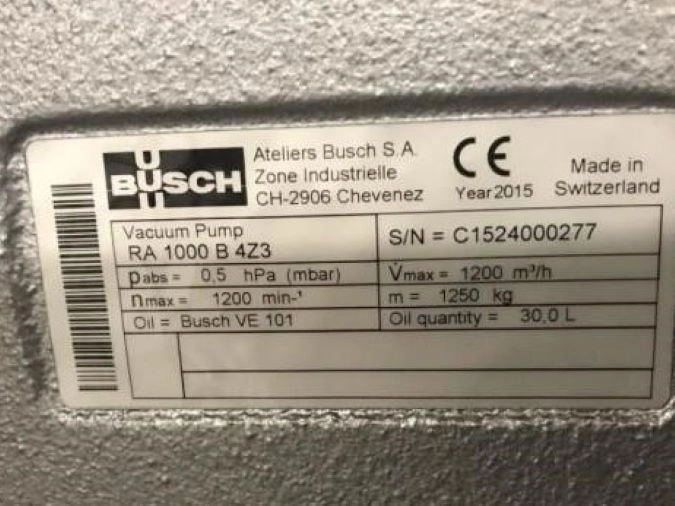 BUSCH
Ateliers Busch S.A.
Zone Industrielle
CH-2906 Chevenez
CE
Year2015
Made in
Switzerland
Vacuum Pump
RA 1000 B 4Z3
S/N = C1524000277
pabs = 0,5 hPa (mbar)
V̇max = 1200 m³/h
nmax = 1200 min-¹
m = 1250 kg
Oil = Busch VE 101
Oil quantity = 30,0 L